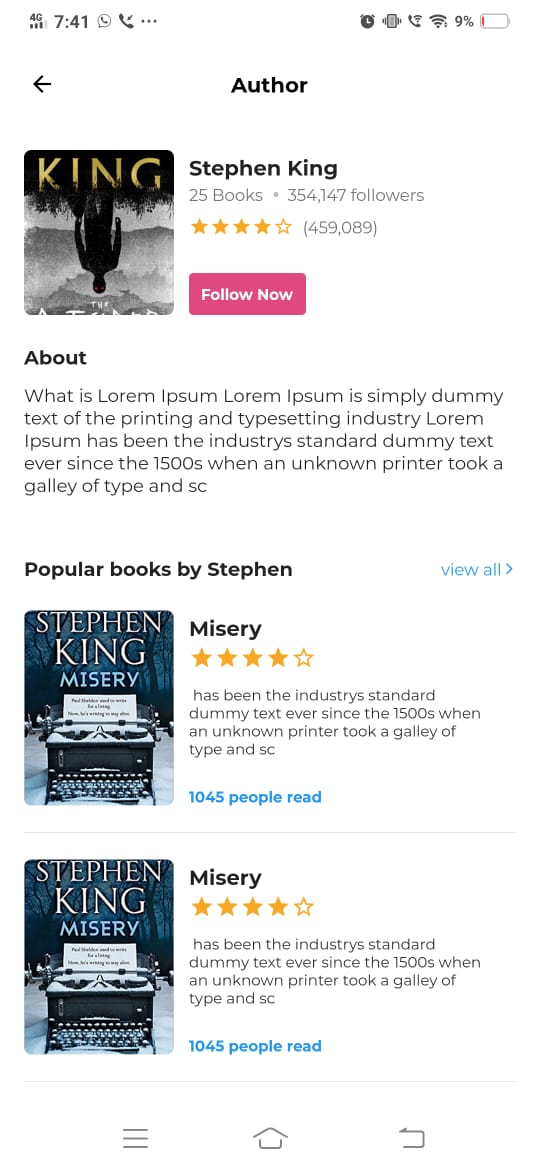 4G 7:41 ... 9%
Author
KING
THE
Stephen King
25 Books • 354,147 followers
(459,089)
Follow Now
About
What is Lorem Ipsum Lorem Ipsum is simply dummy
text of the printing and typesetting industry Lorem
Ipsum has been the industrys standard dummy text
ever since the 1500s when an unknown printer took a
galley of type and sc
Popular books by Stephen
view all >
STEPHEN
KING
MISERY
Paul Sheldon used to write
for a living.
Now, he's writing to stay alive.
Misery
has been the industrys standard
dummy text ever since the 1500s when
an unknown printer took a galley of
type and sc
1045 people read
STEPHEN
KING
MISERY
Paul Sheldon used to write
for a living.
Now, he's writing to stay alive.
Misery
has been the industrys standard
dummy text ever since the 1500s when
an unknown printer took a galley of
type and sc
1045 people read